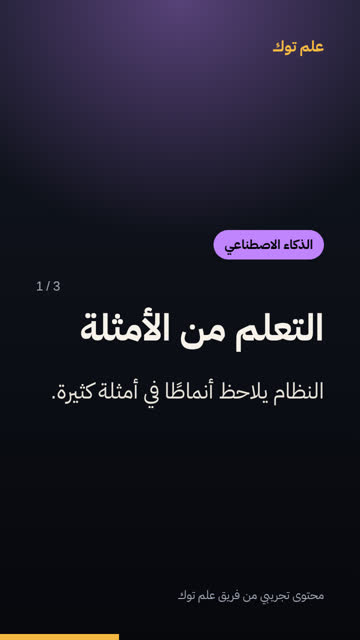 علم توك
الذكاء الاصطناعي
1 / 3
التعلم من الأمثلة
النظام يلاحظ أنماطًا في أمثلة كثيرة.
محتوى تجريبي من فريق علم توك